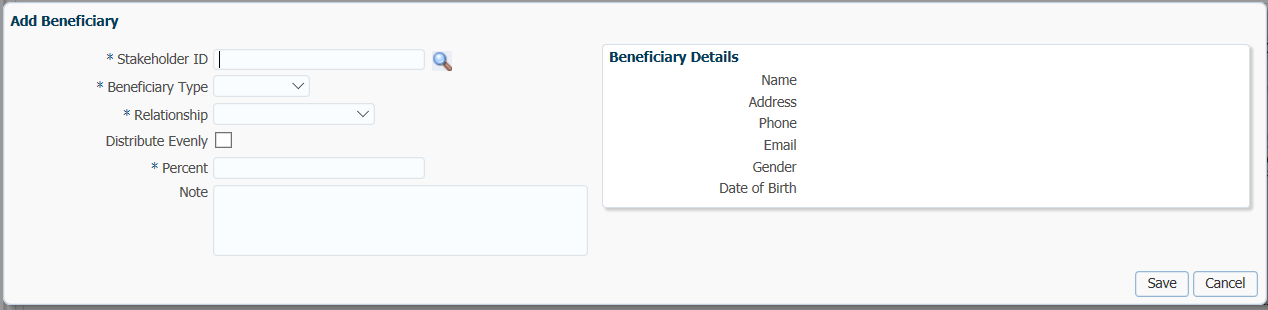 Add Beneficiary
* Stakeholder ID
* Beneficiary Type
* Relationship
Distribute Evenly
* Percent
Note
Beneficiary Details
Name
Address
Phone
Email
Gender
Date of Birth
Save
Cancel